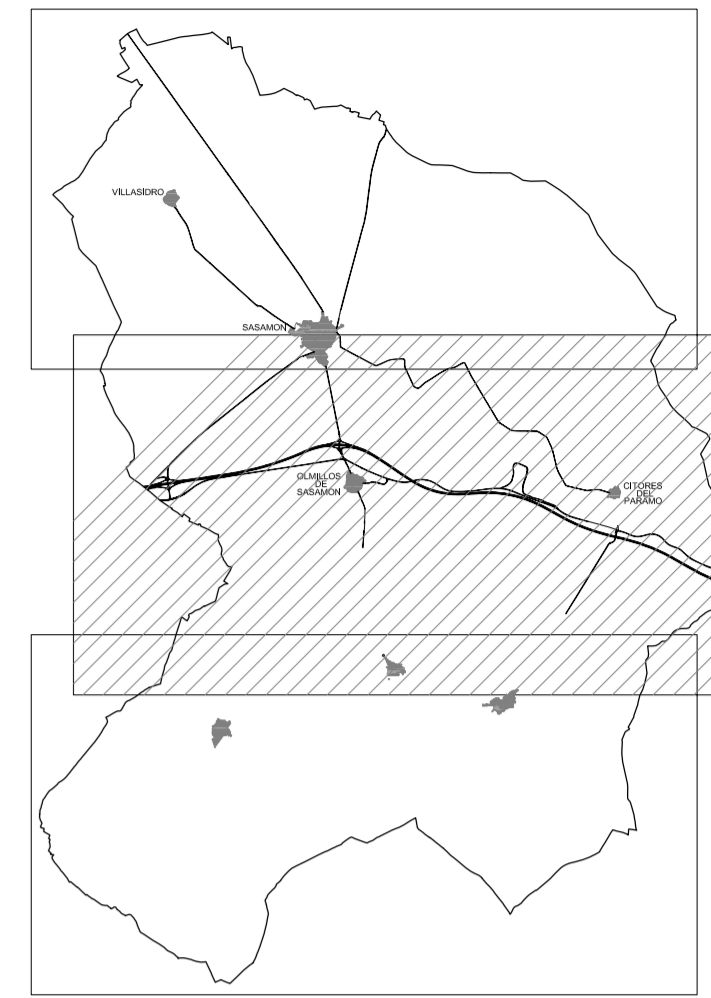 VILLASIDRO
SASAMON
OLMILLOS
DE
SASAMON
CITORES
DEL
PARAMO